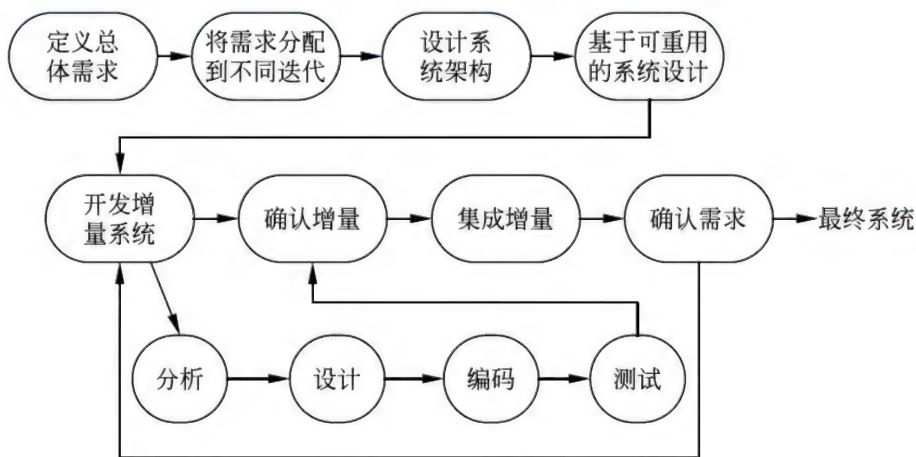 定义总
体需求
将需求分配
到不同迭代
设计系
统架构
基于可重用
的系统设计
开发增
量系统
确认增量
集成增量
确认需求
最终系统
分析
设计
编码
测试